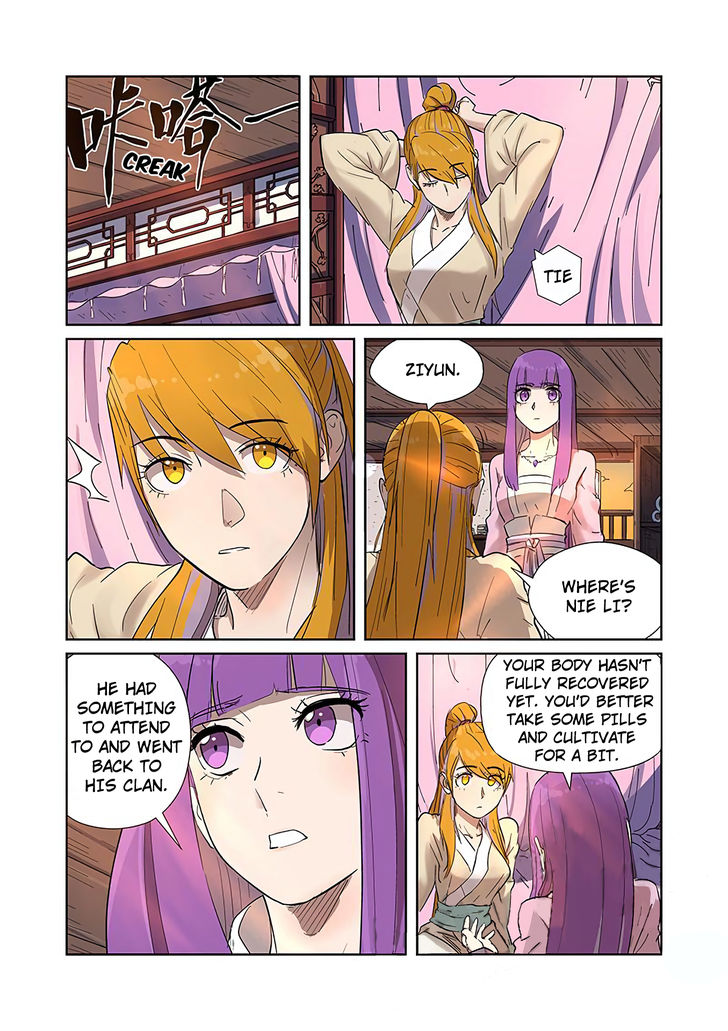 咔嗒一
CREAK
TIE
ZIYUN.
WHERE'S
NIE LI?
HE HAD
SOMETHING
TO ATTEND
TO AND WENT
BACK TO
HIS CLAN.
YOUR BODY HASN'T
FULLY RECOVERED
YET. YOU'D BETTER
TAKE SOME PILLS
AND CULTIVATE
FOR A BIT.